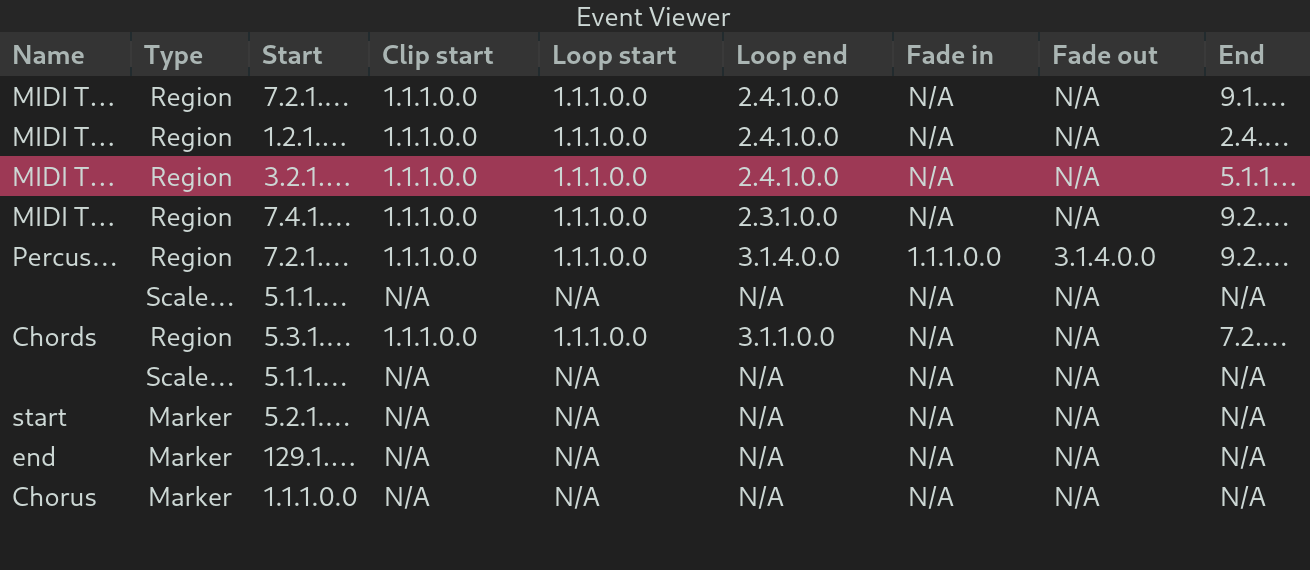 Event Viewer
Name Type Start Clip start Loop start Loop end Fade in Fade out End
MIDI T... Region 7.2.1.... 1.1.1.0.0 1.1.1.0.0 2.4.1.0.0 N/A N/A 9.1....
MIDI T... Region 1.2.1.... 1.1.1.0.0 1.1.1.0.0 2.4.1.0.0 N/A N/A 2.4....
MIDI T... Region 3.2.1.... 1.1.1.0.0 1.1.1.0.0 2.4.1.0.0 N/A N/A 5.1.1...
MIDI T... Region 7.4.1.... 1.1.1.0.0 1.1.1.0.0 2.3.1.0.0 N/A N/A 9.2....
Percus... Region 7.2.1.... 1.1.1.0.0 1.1.1.0.0 3.1.4.0.0 1.1.1.0.0 3.1.4.0.0 9.2....
Scale... 5.1.1.... N/A N/A N/A N/A N/A N/A
Chords Region 5.3.1.... 1.1.1.0.0 1.1.1.0.0 3.1.1.0.0 N/A N/A 7.2....
Scale... 5.1.1.... N/A N/A N/A N/A N/A N/A
start Marker 5.2.1.... N/A N/A N/A N/A N/A N/A
end Marker 129.1.... N/A N/A N/A N/A N/A N/A
Chorus Marker 1.1.1.0.0 N/A N/A N/A N/A N/A N/A